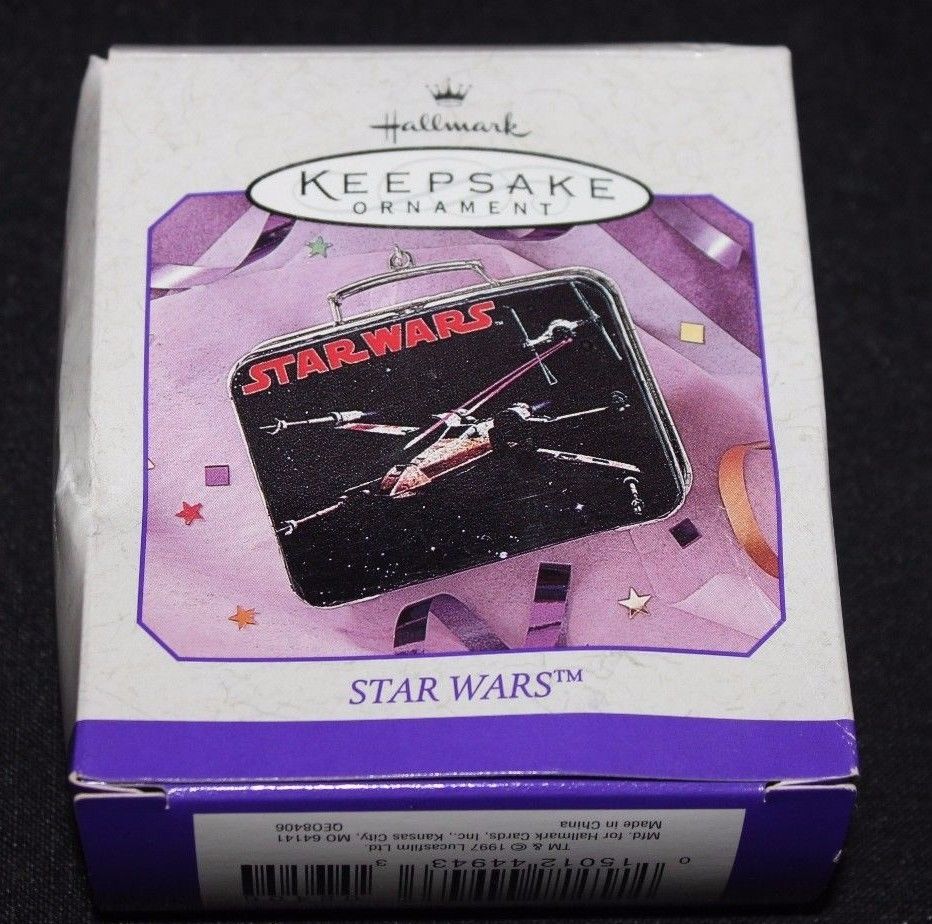 Hallmark
KEEPSAKE
ORNAMENT
STAR WARS™
STAR WARS™
0 15012 44943 3
TM & © 1997 Lucasfilm Ltd.
Mfd. for Hallmark Cards, Inc., Kansas City, MO 64141
Made in China QEO8406